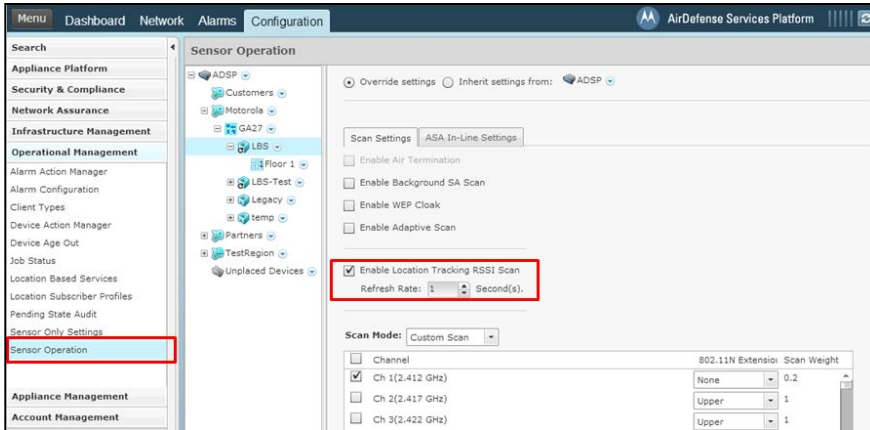 Menu Dashboard Network Alarms Configuration AirDefense Services Platform
Search
Appliance Platform
Security & Compliance
Network Assurance
Infrastructure Management
Operational Management
Alarm Action Manager
Alarm Configuration
Client Types
Device Action Manager
Device Age Out
Job Status
Location Based Services
Location Subscriber Profiles
Pending State Audit
Sensor Only Settings
Sensor Operation
Appliance Management
Account Management
Sensor Operation
ADSP
Customers
Motorola
GA27
LBS
Floor 1
LBS-Test
Legacy
temp
Partners
TestRegion
Unplaced Devices
Override settings Inherit settings from: ADSP
Scan Settings ASA In-Line Settings
Enable Air Termination
Enable Background SA Scan
Enable WEP Cloak
Enable Adaptive Scan
Enable Location Tracking RSSI Scan
Refresh Rate: 1 Second(s).
Scan Mode: Custom Scan
Channel 802.11N Extensio Scan Weight
Ch 1(2.412 GHz) None 0.2
Ch 2(2.417 GHz) Upper 1
Ch 3(2.422 GHz) Upper 1